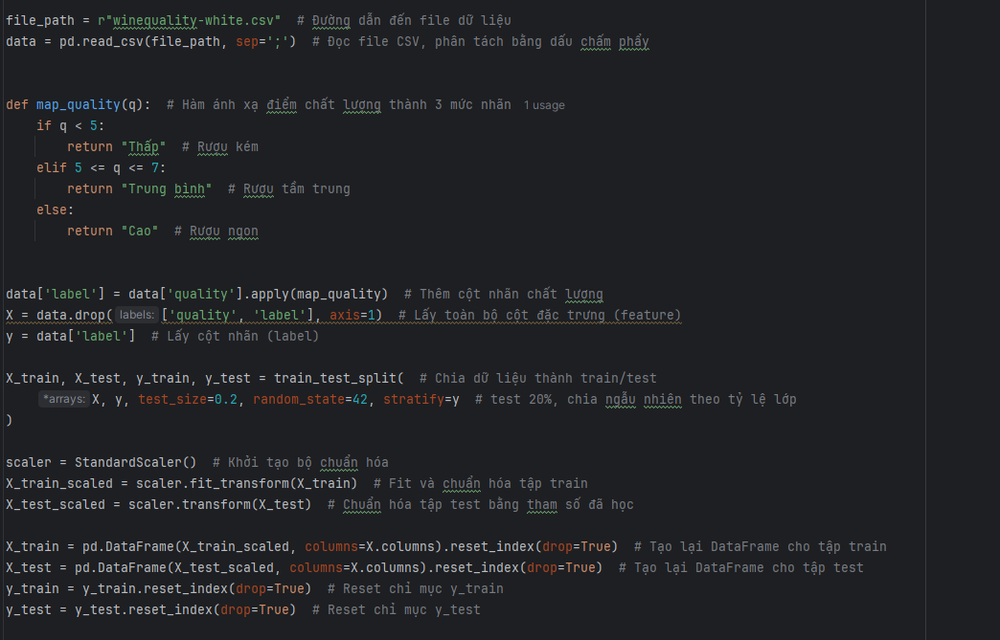 file_path = r"winequality-white.csv"  # Đường dẫn đến file dữ liệu
data = pd.read_csv(file_path, sep=';')  # Đọc file CSV, phân tách bằng dấu chấm phẩy
def map_quality(q):  # Hàm ánh xạ điểm chất lượng thành 3 mức nhãn  1 usage
    if q < 5:
        return "Thấp"  # Rượu kém
    elif 5 <= q <= 7:
        return "Trung bình"  # Rượu tầm trung
    else:
        return "Cao"  # Rượu ngon
data['label'] = data['quality'].apply(map_quality)  # Thêm cột nhãn chất lượng
X = data.drop( labels: ['quality', 'label'], axis=1)  # Lấy toàn bộ cột đặc trưng (feature)
y = data['label']  # Lấy cột nhãn (label)
X_train, X_test, y_train, y_test = train_test_split(  # Chia dữ liệu thành train/test
    *arrays: X, y, test_size=0.2, random_state=42, stratify=y  # test 20%, chia ngẫu nhiên theo tỷ lệ lớp
)
scaler = StandardScaler()  # Khởi tạo bộ chuẩn hóa
X_train_scaled = scaler.fit_transform(X_train)  # Fit và chuẩn hóa tập train
X_test_scaled = scaler.transform(X_test)  # Chuẩn hóa tập test bằng tham số đã học
X_train = pd.DataFrame(X_train_scaled, columns=X.columns).reset_index(drop=True)  # Tạo lại DataFrame cho tập train
X_test = pd.DataFrame(X_test_scaled, columns=X.columns).reset_index(drop=True)  # Tạo lại DataFrame cho tập test
y_train = y_train.reset_index(drop=True)  # Reset chỉ mục y_train
y_test = y_test.reset_index(drop=True)  # Reset chỉ mục y_test